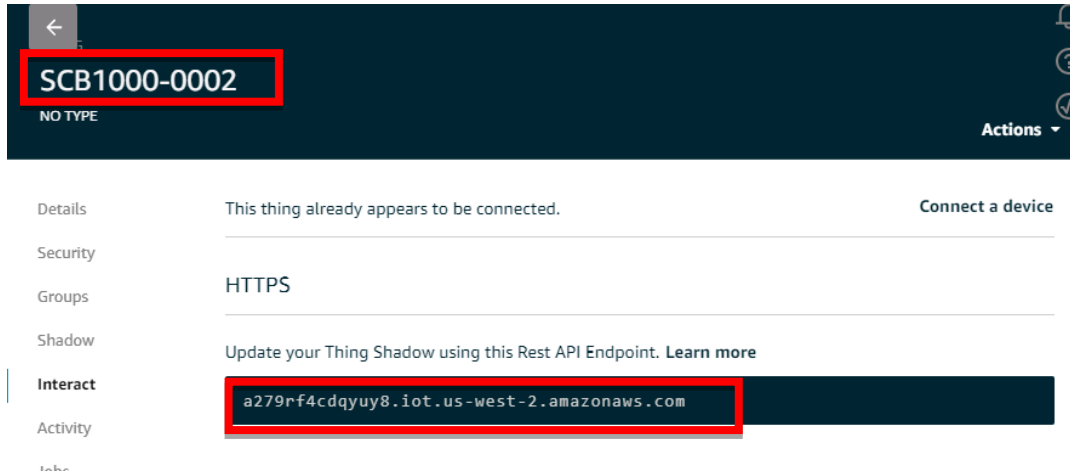 SCB1000-0002
NO TYPE
Actions
Details
This thing already appears to be connected.
Connect a device
Security
HTTPS
Groups
Shadow
Update your Thing Shadow using this Rest API Endpoint. Learn more
Interact
a279rf4cdqyuy8.iot.us-west-2.amazonaws.com
Activity
Jobs